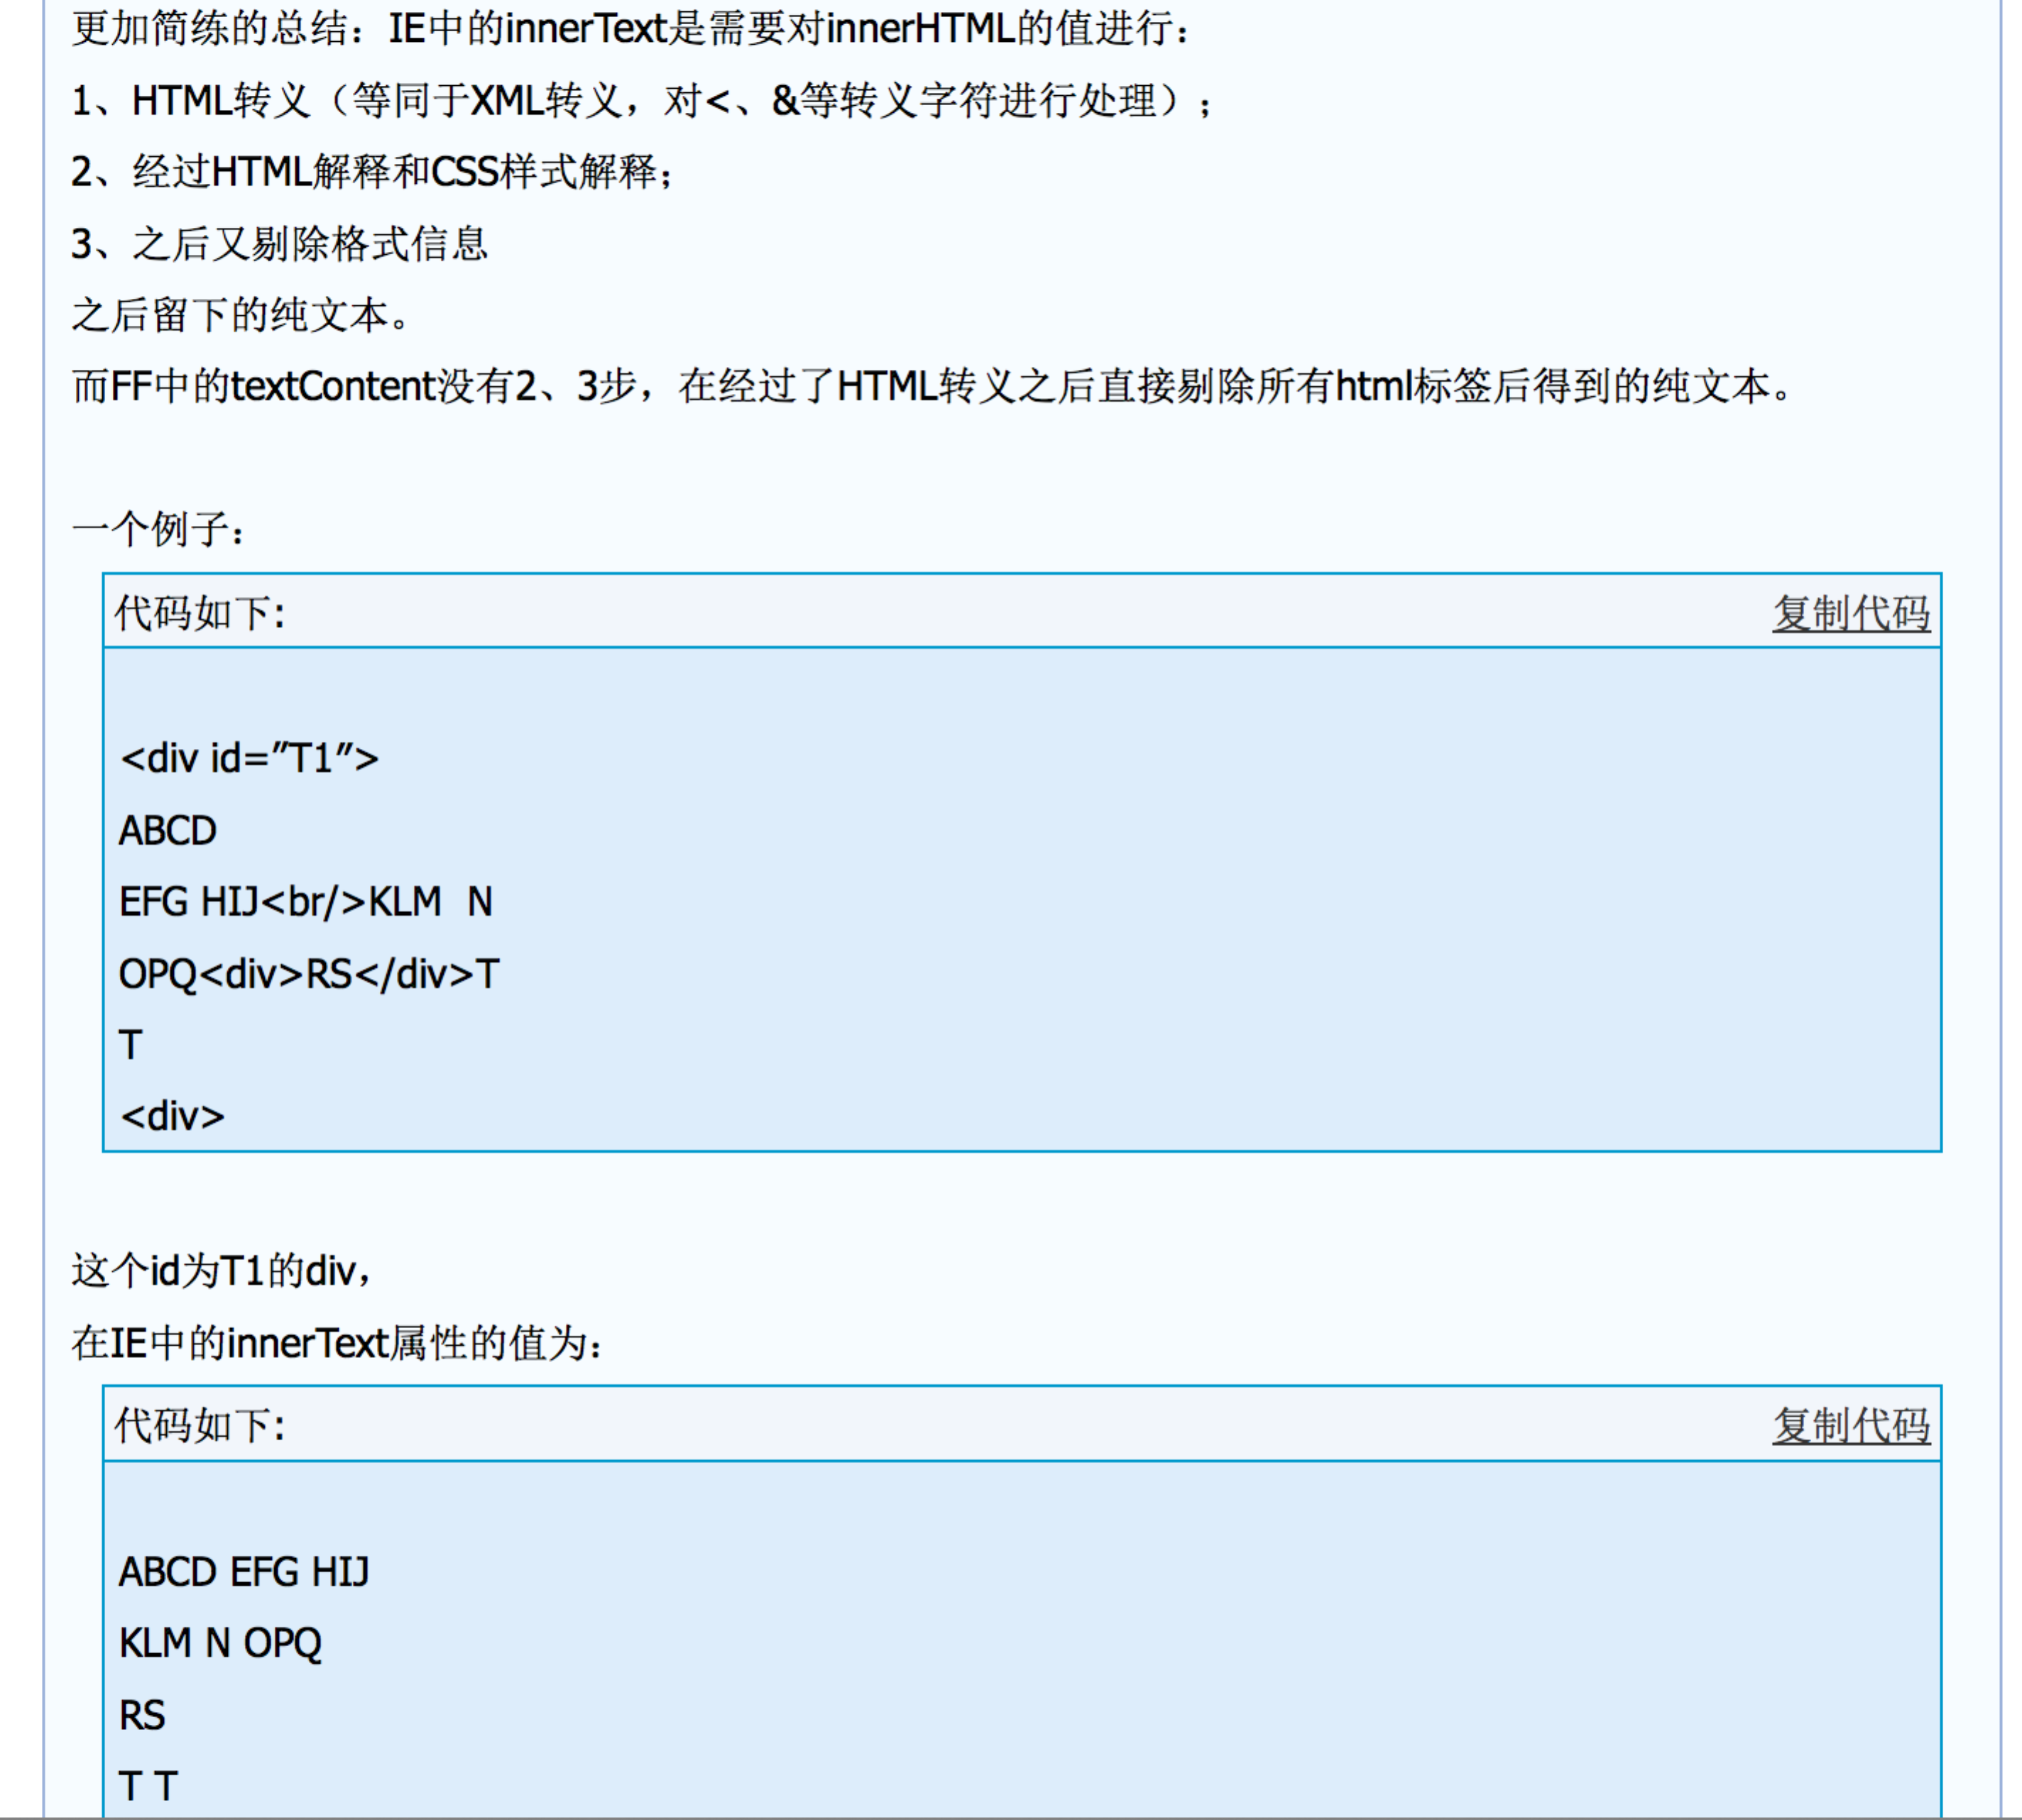 更加简练的总结：IE中的innerText是需要对innerHTML的值进行：
1、HTML转义（等同于XML转义，对<、&等转义字符进行处理）；
2、经过HTML解释和CSS样式解释；
3、之后又剔除格式信息
之后留下的纯文本。
而FF中的textContent没有2、3步，在经过了HTML转义之后直接剔除所有html标签后得到的纯文本。
一个例子：
代码如下: 复制代码
<div id=”T1″>
ABCD
EFG HIJ<br/>KLM  N
OPQ<div>RS</div>T
T
<div>
这个id为T1的div，
在IE中的innerText属性的值为：
代码如下: 复制代码
ABCD EFG HIJ
KLM N OPQ
RS
T T